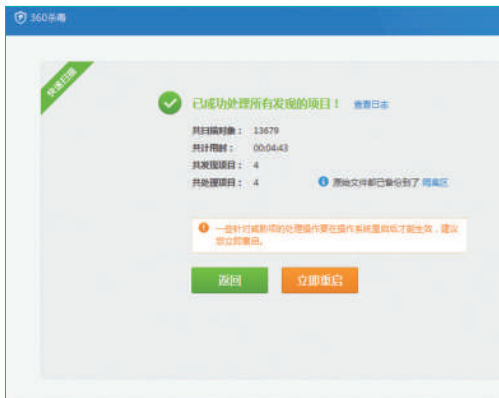 360杀毒
快速扫描
已成功处理所有发现的项目！ 查看日志
共扫描对象： 13679
共计用时： 00:04:43
共发现项目： 4
共处理项目： 4 原始文件都已备份到了 隔离区
一些针对威胁项的处理操作要在操作系统重启后才能生效，建议
您立即重启。
返回 立即重启